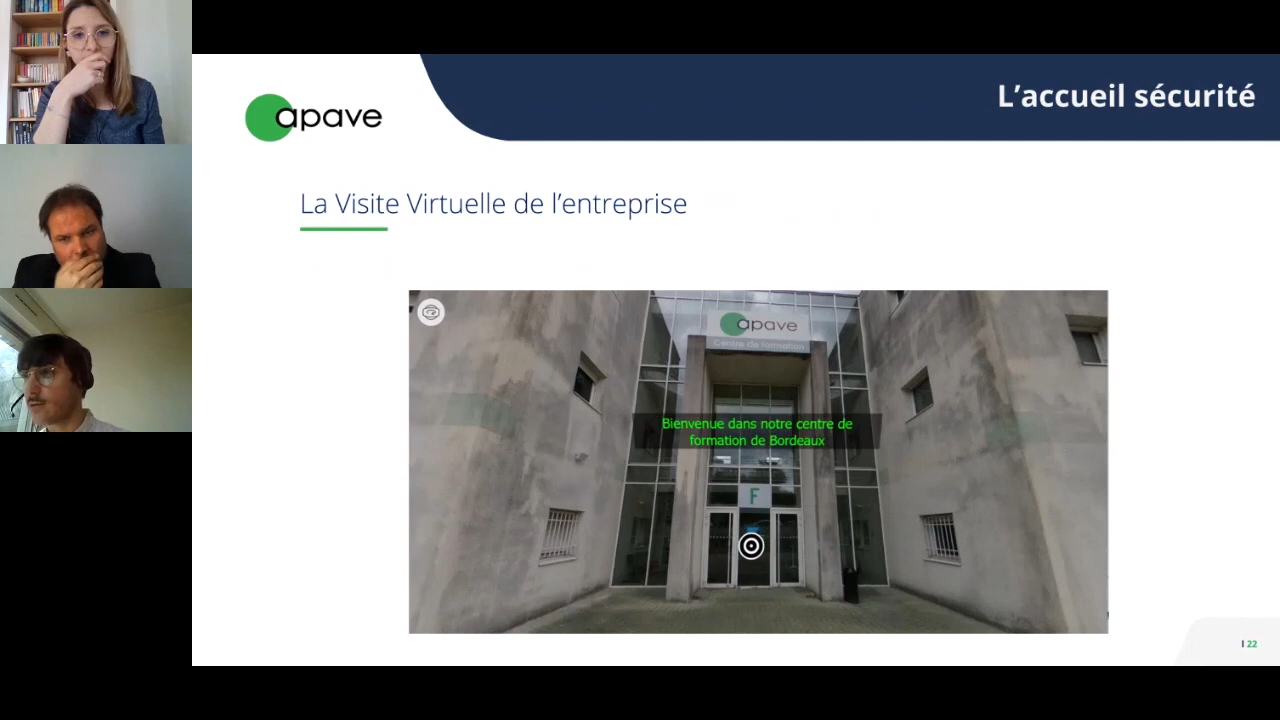 L'accueil sécurité
apave
La Visite Virtuelle de l'entreprise
apave
Centre de formation
Bienvenue dans notre centre de
formation de Bordeaux
F
I 22